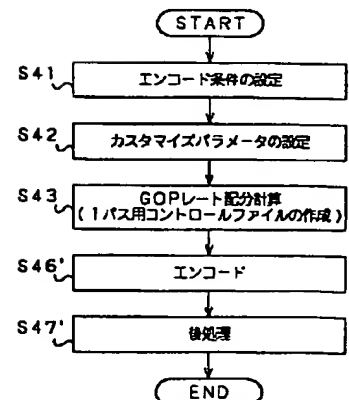 START
S41
エンコード条件の設定
S42
カスタマイズパラメータの設定
S43
GOPレート配分計算
(1パス用コントロールファイルの作成)
S46'
エンコード
S47'
後処理
END